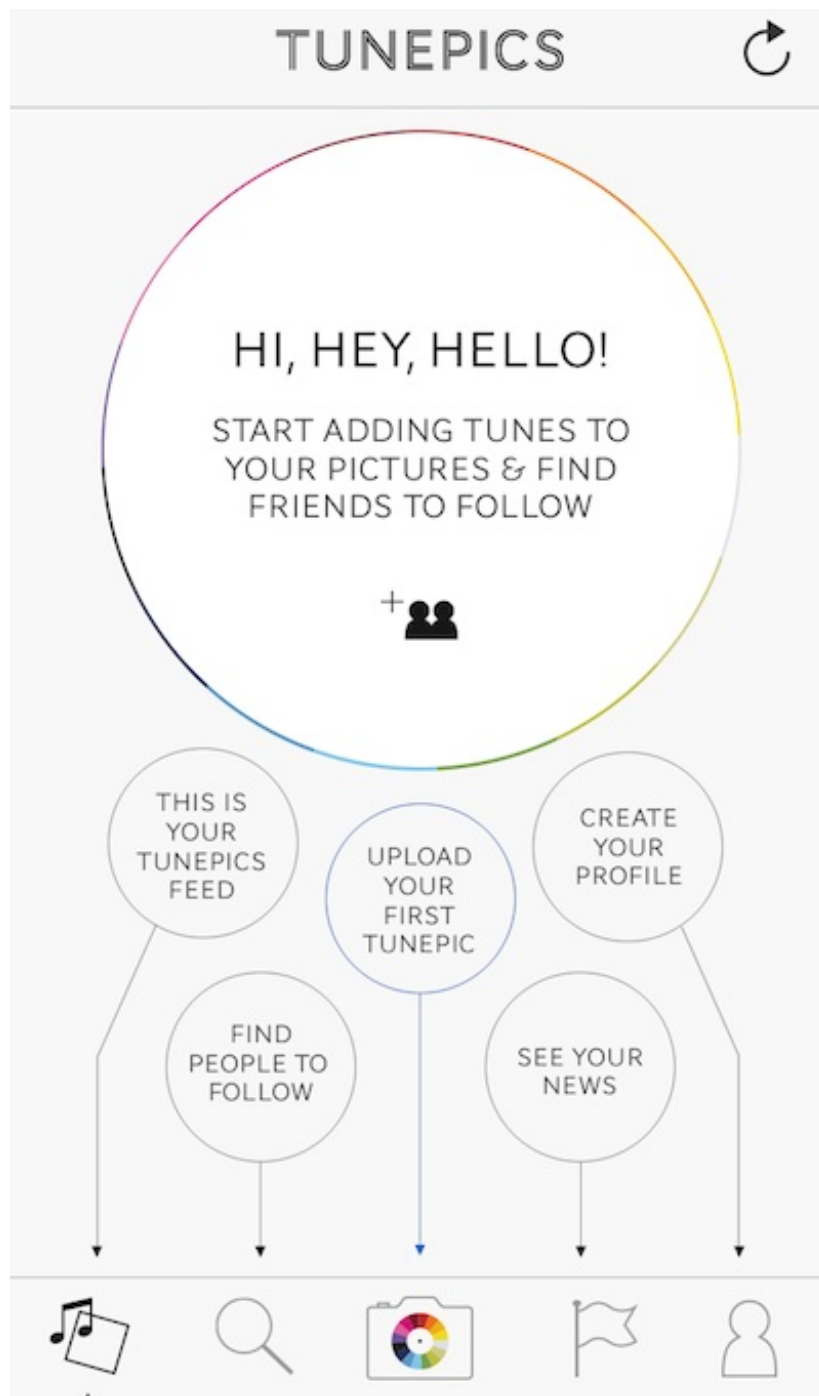 TUNEPICS
HI, HEY, HELLO!
START ADDING TUNES TO
YOUR PICTURES & FIND
FRIENDS TO FOLLOW
THIS IS
YOUR
TUNEPICS
FEED
UPLOAD
YOUR
FIRST
TUNEPIC
CREATE
YOUR
PROFILE
FIND
PEOPLE TO
FOLLOW
SEE YOUR
NEWS